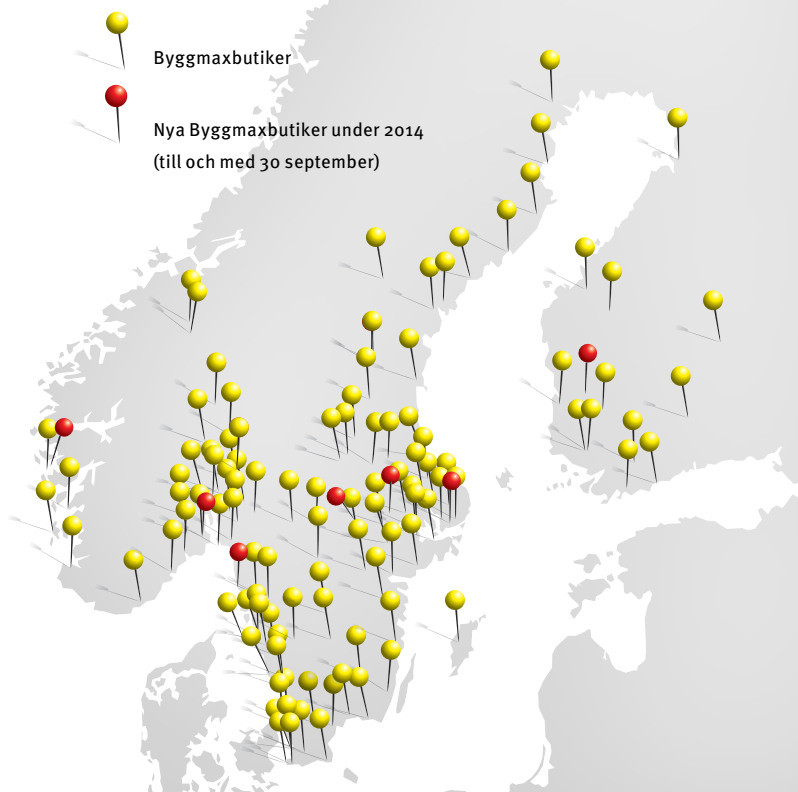 Byggmaxbutiker
Nya Byggmaxbutiker under 2014
(till och med 30 september)